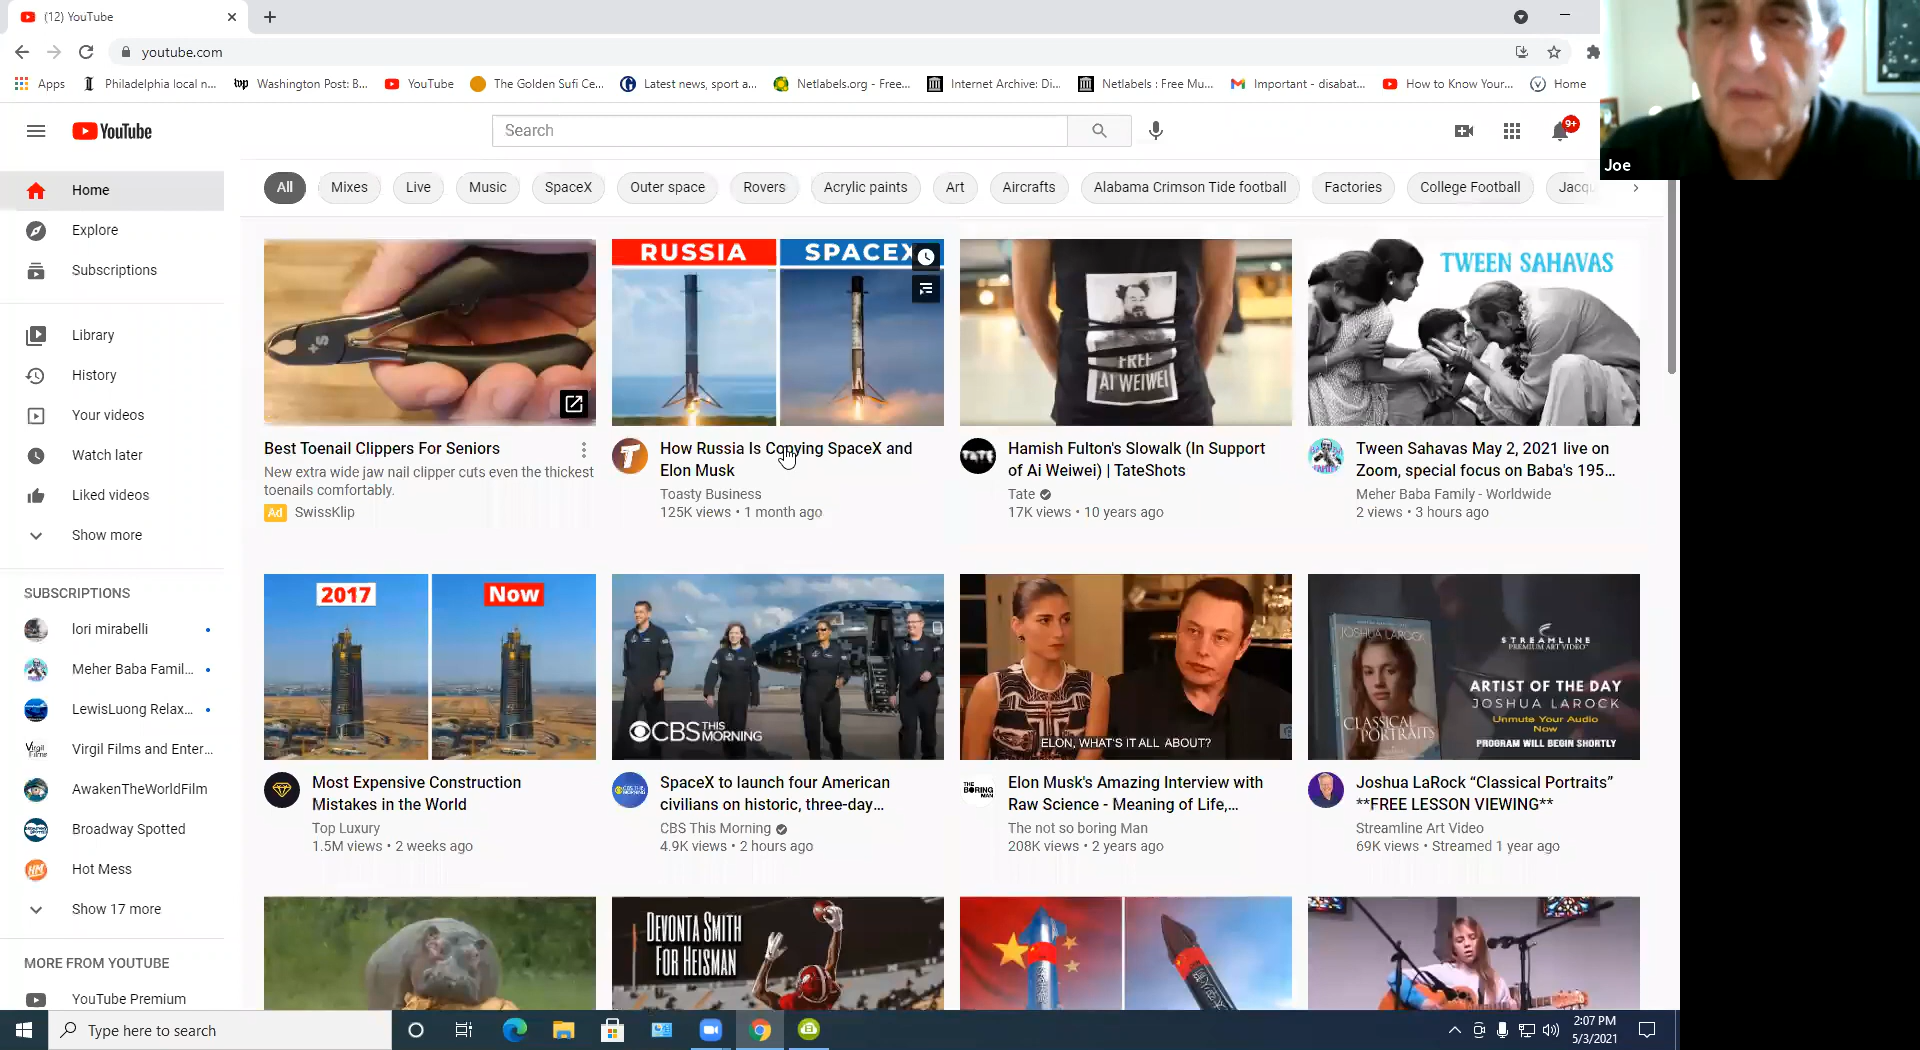 (12) YouTube
youtube.com
Apps
Philadelphia local n...
Washington Post: B...
YouTube
The Golden Sufi Ce...
Latest news, sport a...
Netlabels.org - Free...
Internet Archive: Di...
Netlabels : Free Mu...
Important - disabat...
How to Know Your...
Home
Joe
YouTube
Search
9+
Home
Explore
Subscriptions
Library
History
Your videos
Watch later
Liked videos
Show more
SUBSCRIPTIONS
lori mirabelli
Meher Baba Famil...
LewisLuong Relax...
Virgil Films and Enter...
AwakenTheWorldFilm
Broadway Spotted
Hot Mess
Show 17 more
MORE FROM YOUTUBE
YouTube Premium
All
Mixes
Live
Music
SpaceX
Outer space
Rovers
Acrylic paints
Art
Aircrafts
Alabama Crimson Tide football
Factories
College Football
Best Toenail Clippers For Seniors
New extra wide jaw nail clipper cuts even the thickest
toenails comfortably.
Ad SwissKlip
RUSSIA SPACEX
How Russia Is Copying SpaceX and
Elon Musk
Toasty Business
125K views • 1 month ago
FREE
AI WEIWEI
TATE
Hamish Fulton's Slowalk (In Support
of Ai Weiwei) | TateShots
Tate
17K views • 10 years ago
TWEEN SAHAVAS
Tween Sahavas May 2, 2021 live on
Zoom, special focus on Baba's 195...
Meher Baba Family - Worldwide
2 views • 3 hours ago
2017 Now
Most Expensive Construction
Mistakes in the World
Top Luxury
1.5M views • 2 weeks ago
CBS THIS
MORNING
SpaceX to launch four American
civilians on historic, three-day...
CBS This Morning
4.9K views • 2 hours ago
ELON, WHAT'S IT ALL ABOUT?
THE
BORING
MAN
Elon Musk's Amazing Interview with
Raw Science - Meaning of Life,...
The not so boring Man
208K views • 2 years ago
JOSHUA LAROCK
CLASSICAL
PORTRAITS
STREAMLINE
PREMIUM ART VIDEO
ARTIST OF THE DAY
JOSHUA LAROCK
Unmute Your Audio
Now
PROGRAM WILL BEGIN SHORTLY
Joshua LaRock “Classical Portraits”
**FREE LESSON VIEWING**
Streamline Art Video
69K views • Streamed 1 year ago
DEVONTA SMITH
FOR HEISMAN
Type here to search
2:07 PM
5/3/2021